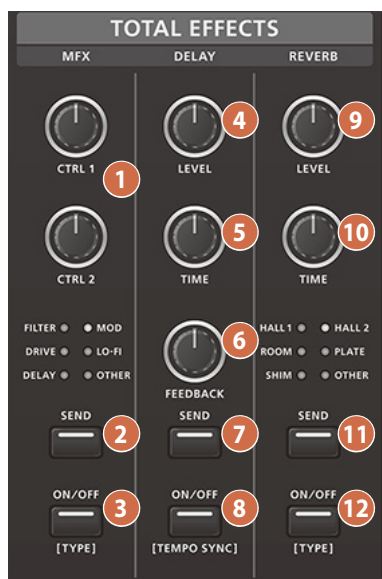 TOTAL EFFECTS
MFX DELAY REVERB
4 9
CTRL 1 LEVEL LEVEL
1
5 10
CTRL 2 TIME TIME
6
FILTER MOD HALL 1 HALL 2
DRIVE LO-FI ROOM PLATE
DELAY OTHER FEEDBACK SHIM OTHER
SEND SEND SEND
2 7 11
ON/OFF ON/OFF ON/OFF
3 8 12
[TYPE] [TEMPO SYNC] [TYPE]